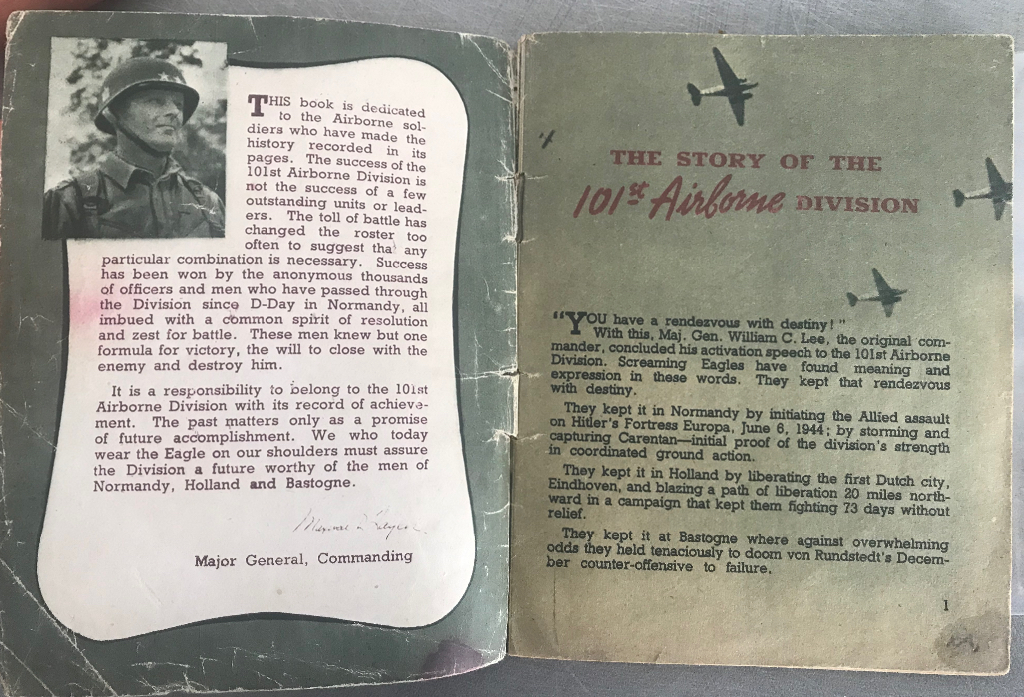 THIS book is dedicated
to the Airborne sol-
diers who have made the
history recorded in its
pages. The success of the
101st Airborne Division is
not the success of a few
outstanding units or lead-
ers. The toll of battle has
changed the roster too
often to suggest tha any
particular combination is necessary. Success
has been won by the anonymous thousands
of officers and men who have passed through
the Division since D-Day in Normandy, all
imbued with a common spirit of resolution
and zest for battle. These men knew but one
formula for victory, the will to close with the
enemy and destroy him.
It is a responsibility to belong to the 101st
Airborne Division with its record of achieve-
ment. The past matters only as a promise
of future accomplishment. We who today
wear the Eagle on our shoulders must assure
the Division a future worthy of the men of
Normandy, Holland and Bastogne.
Major General, Commanding
THE STORY OF THE
101st Airborne DIVISION
"YOU have a rendezvous with destiny!"
With this, Maj. Gen. William C. Lee, the original com-
mander, concluded his activation speech to the 101st Airborne
Division. Screaming Eagles have found meaning and
expression in these words. They kept that rendezvous
with destiny.
They kept it in Normandy by initiating the Allied assault
on Hitler's Fortress Europa, June 6, 1944; by storming and
capturing Carentan—initial proof of the division's strength
in coordinated ground action.
They kept it in Holland by liberating the first Dutch city,
Eindhoven, and blazing a path of liberation 20 miles north-
ward in a campaign that kept them fighting 73 days without
relief.
They kept it at Bastogne where against overwhelming
odds they held tenaciously to doom von Rundstedt's Decem-
ber counter-offensive to failure.
1